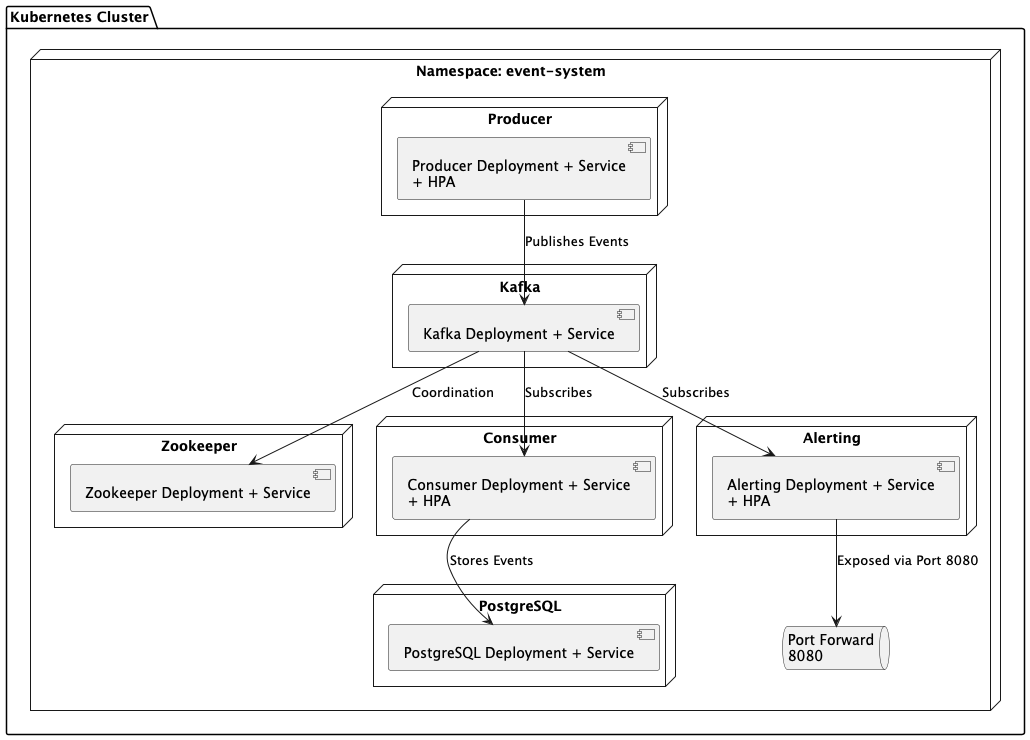 Kubernetes Cluster
Namespace: event-system
Producer
Producer Deployment + Service
+ HPA
Publishes Events
Kafka
Kafka Deployment + Service
Coordination
Subscribes
Subscribes
Zookeeper
Zookeeper Deployment + Service
Consumer
Consumer Deployment + Service
+ HPA
Alerting
Alerting Deployment + Service
+ HPA
Stores Events
Exposed via Port 8080
PostgreSQL
PostgreSQL Deployment + Service
Port Forward
8080